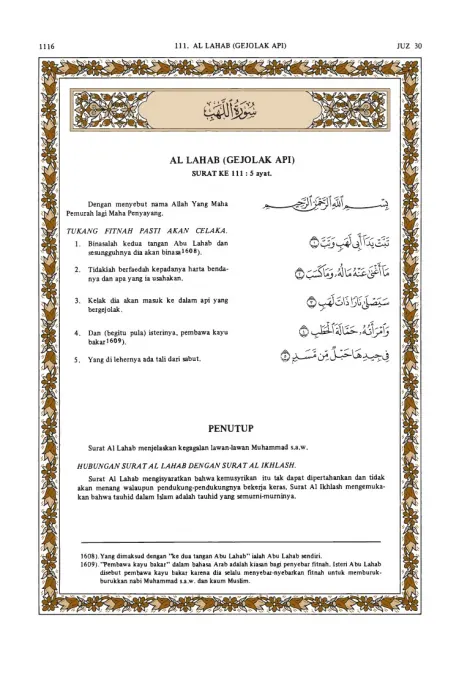 1116
111. AL LAHAB (GEJOLAK API)
JUZ 30
سُورَةُ اللَّهَبِ
AL LAHAB (GEJOLAK API)
SURAT KE 111 : 5 ayat.
Dengan menyebut nama Allah Yang Maha
Pemurah lagi Maha Penyayang.
بِسْمِ اللَّهِ الرَّحْمَٰنِ الرَّحِيمِ
TUKANG FITNAH PASTI AKAN CELAKA.
1. Binasalah kedua tangan Abu Lahab dan
sesungguhnya dia akan binasa1608).
تَبَّتْ يَدَا أَبِي لَهَبٍ وَتَبَّ ①
2. Tidaklah berfaedah kepadanya harta benda-
nya dan apa yang ia usahakan.
مَا أَغْنَىٰ عَنْهُ مَالُهُ وَمَا كَسَبَ ②
3. Kelak dia akan masuk ke dalam api yang
bergejolak.
سَيَصْلَىٰ نَارًا ذَاتَ لَهَبٍ ③
4. Dan (begitu pula) isterinya, pembawa kayu
bakar1609).
وَامْرَأَتُهُ حَمَّالَةَ الْحَطَبِ ④
5. Yang di lehernya ada tali dari sabut.
فِي جِيدِهَا حَبْلٌ مِّن مَّسَدٍ ⑤
PENUTUP
Surat Al Lahab menjelaskan kegagalan lawan-lawan Muhammad s.a.w.
HUBUNGAN SURAT AL LAHAB DENGAN SURAT AL IKHLASH.
Surat Al Lahab mengisyaratkan bahwa kemusyrikan itu tak dapat dipertahankan dan tidak
akan menang walaupun pendukung-pendukungnya bekerja keras. Surat Al Ikhlash mengemuka-
kan bahwa tauhid dalam Islam adalah tauhid yang semurni-murninya.
1608). Yang dimaksud dengan "ke dua tangan Abu Lahab" ialah Abu Lahab sendiri.
1609). "Pembawa kayu bakar" dalam bahasa Arab adalah kiasan bagi penyebar fitnah. Isteri Abu Lahab
disebut pembawa kayu bakar karena dia selalu menyebar-nyebarkan fitnah untuk memburuk-
burukkan nabi Muhammad s.a.w. dan kaum Muslim.